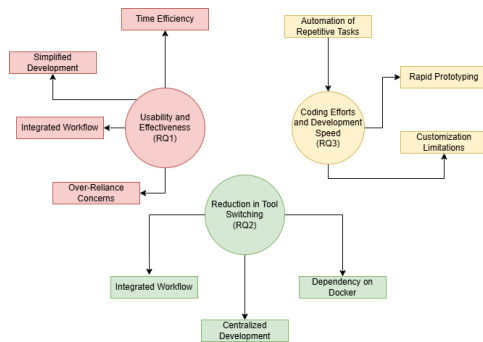 Time Efficiency
Simplified
Development
Integrated Workflow
Over-Reliance
Concerns
Usability and
Effectiveness
(RQ1)
Automation of
Repetitive Tasks
Rapid Prototyping
Customization
Limitations
Coding Efforts
and Development
Speed
(RQ3)
Reduction in Tool
Switching
(RQ2)
Integrated Workflow
Centralized
Development
Dependency on
Docker